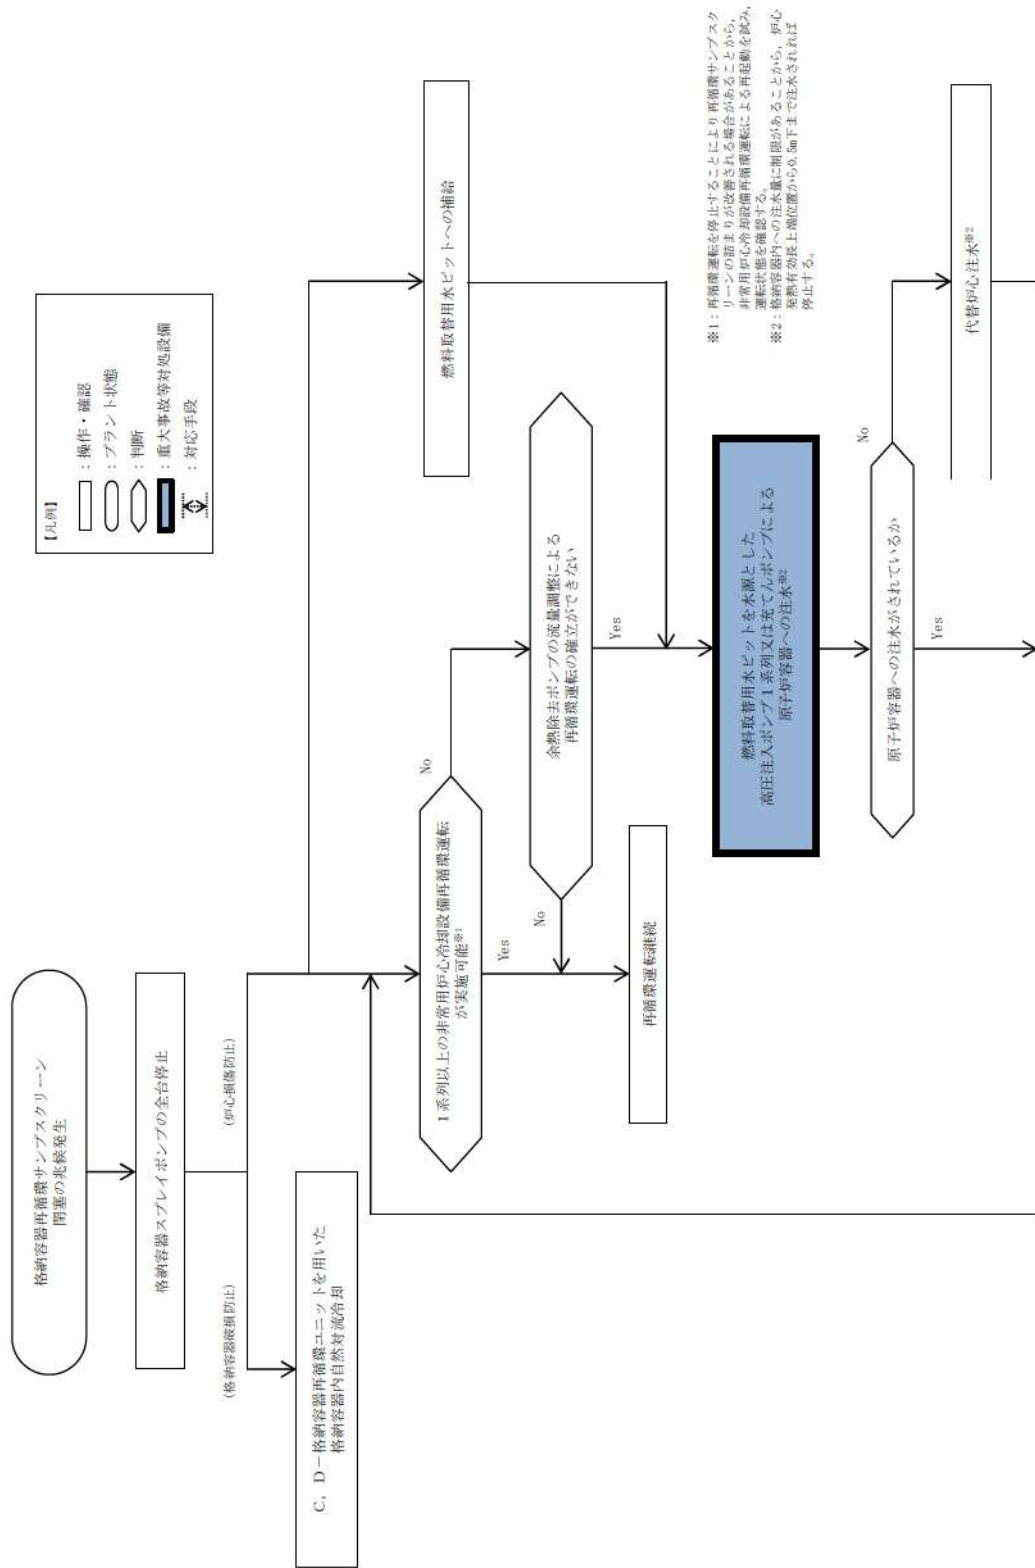 格納容器再循環サンプスクリーン
閉塞の兆候発生
格納容器スプレイポンプの全台停止
(格納容器破損防止)
(炉心損傷防止)
C,D-格納容器再循環ユニットを用いた
格納容器内自然対流冷却
1系列以上の非常用炉心冷却設備再循環運転
が実施可能※1
No
Yes
余熱除去ポンプの流量調整による
再循環運転の確立ができない
No
Yes
再循環運転継続
燃料取替用水ピットへの補給
燃料取替用水ピットを水源とした
高圧注入ポンプ1系列又は充てんポンプによる
原子炉容器への注水※2
原子炉容器への注水がされているか
No
Yes
代替炉心注水※2
【凡例】
:操作・確認
:プラント状態
:判断
:重大事故等対処設備
:対応手段
※1:再循環運転を停止することにより再循環サンプスク
リーンの詰まりが改善される場合があることから,
非常用炉心冷却設備再循環運転による再起動を試み,
運転状態を確認する。
※2:格納容器内への注水量に制限があることから,炉心
発熱有効長上端位置から0.5m下まで注水されれば
停止する。